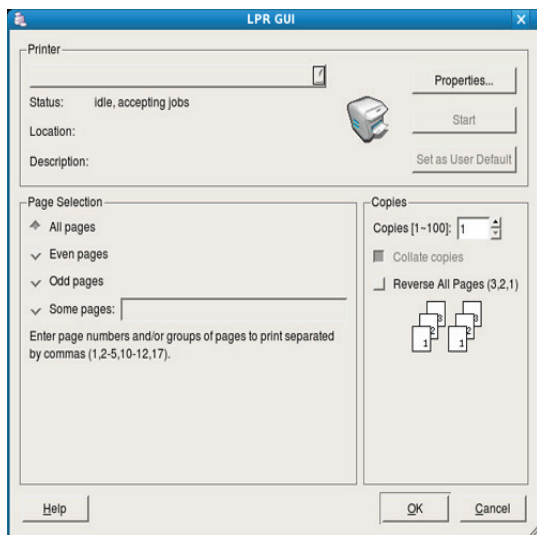 LPR GUI
Printer
Properties...
Status: idle, accepting jobs
Start
Location:
Description:
Set as User Default
Page Selection
All pages
Even pages
Odd pages
Some pages:
Enter page numbers and/or groups of pages to print separated
by commas (1,2-5,10-12,17).
Copies
Copies [1~100]: 1
Collate copies
Reverse All Pages (3,2,1)
3 3
2 2
1 1
Help
OK
Cancel